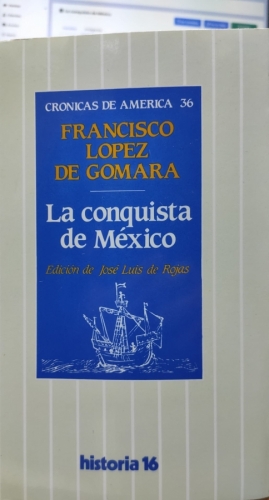 CRONICAS DE AMERICA 36
FRANCISCO
LOPEZ
DE GOMARA
La conquista
de México
Edición de José Luis de Rojas
historia 16